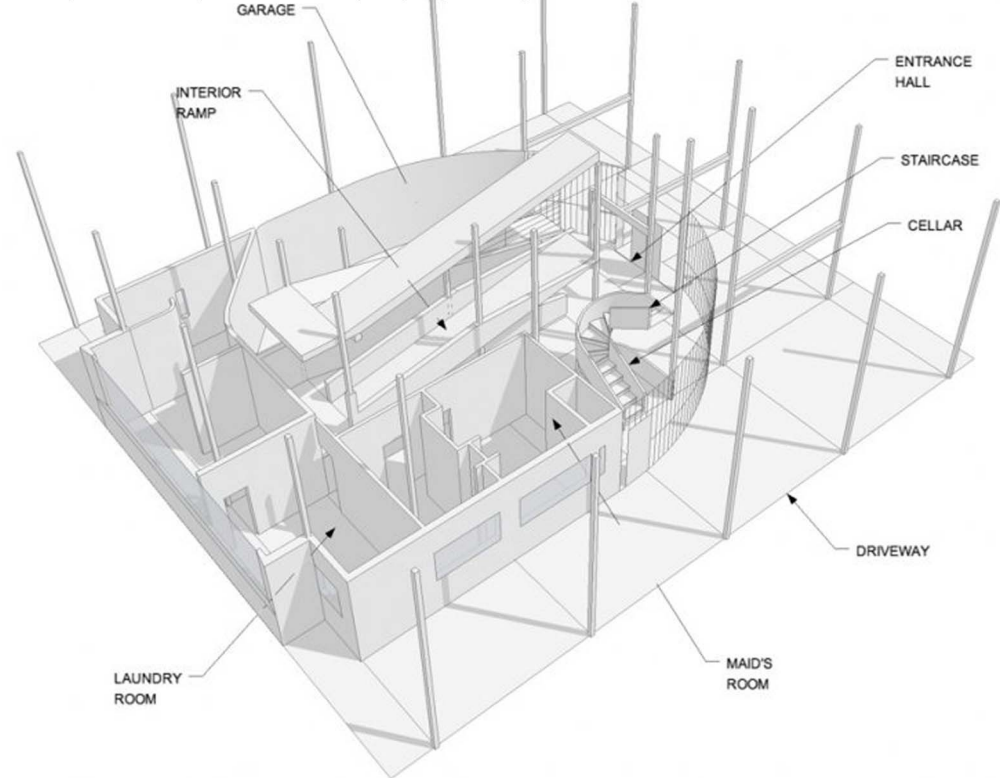 GARAGE
INTERIOR
RAMP
ENTRANCE
HALL
STAIRCASE
CELLAR
DRIVEWAY
MAID'S
ROOM
LAUNDRY
ROOM